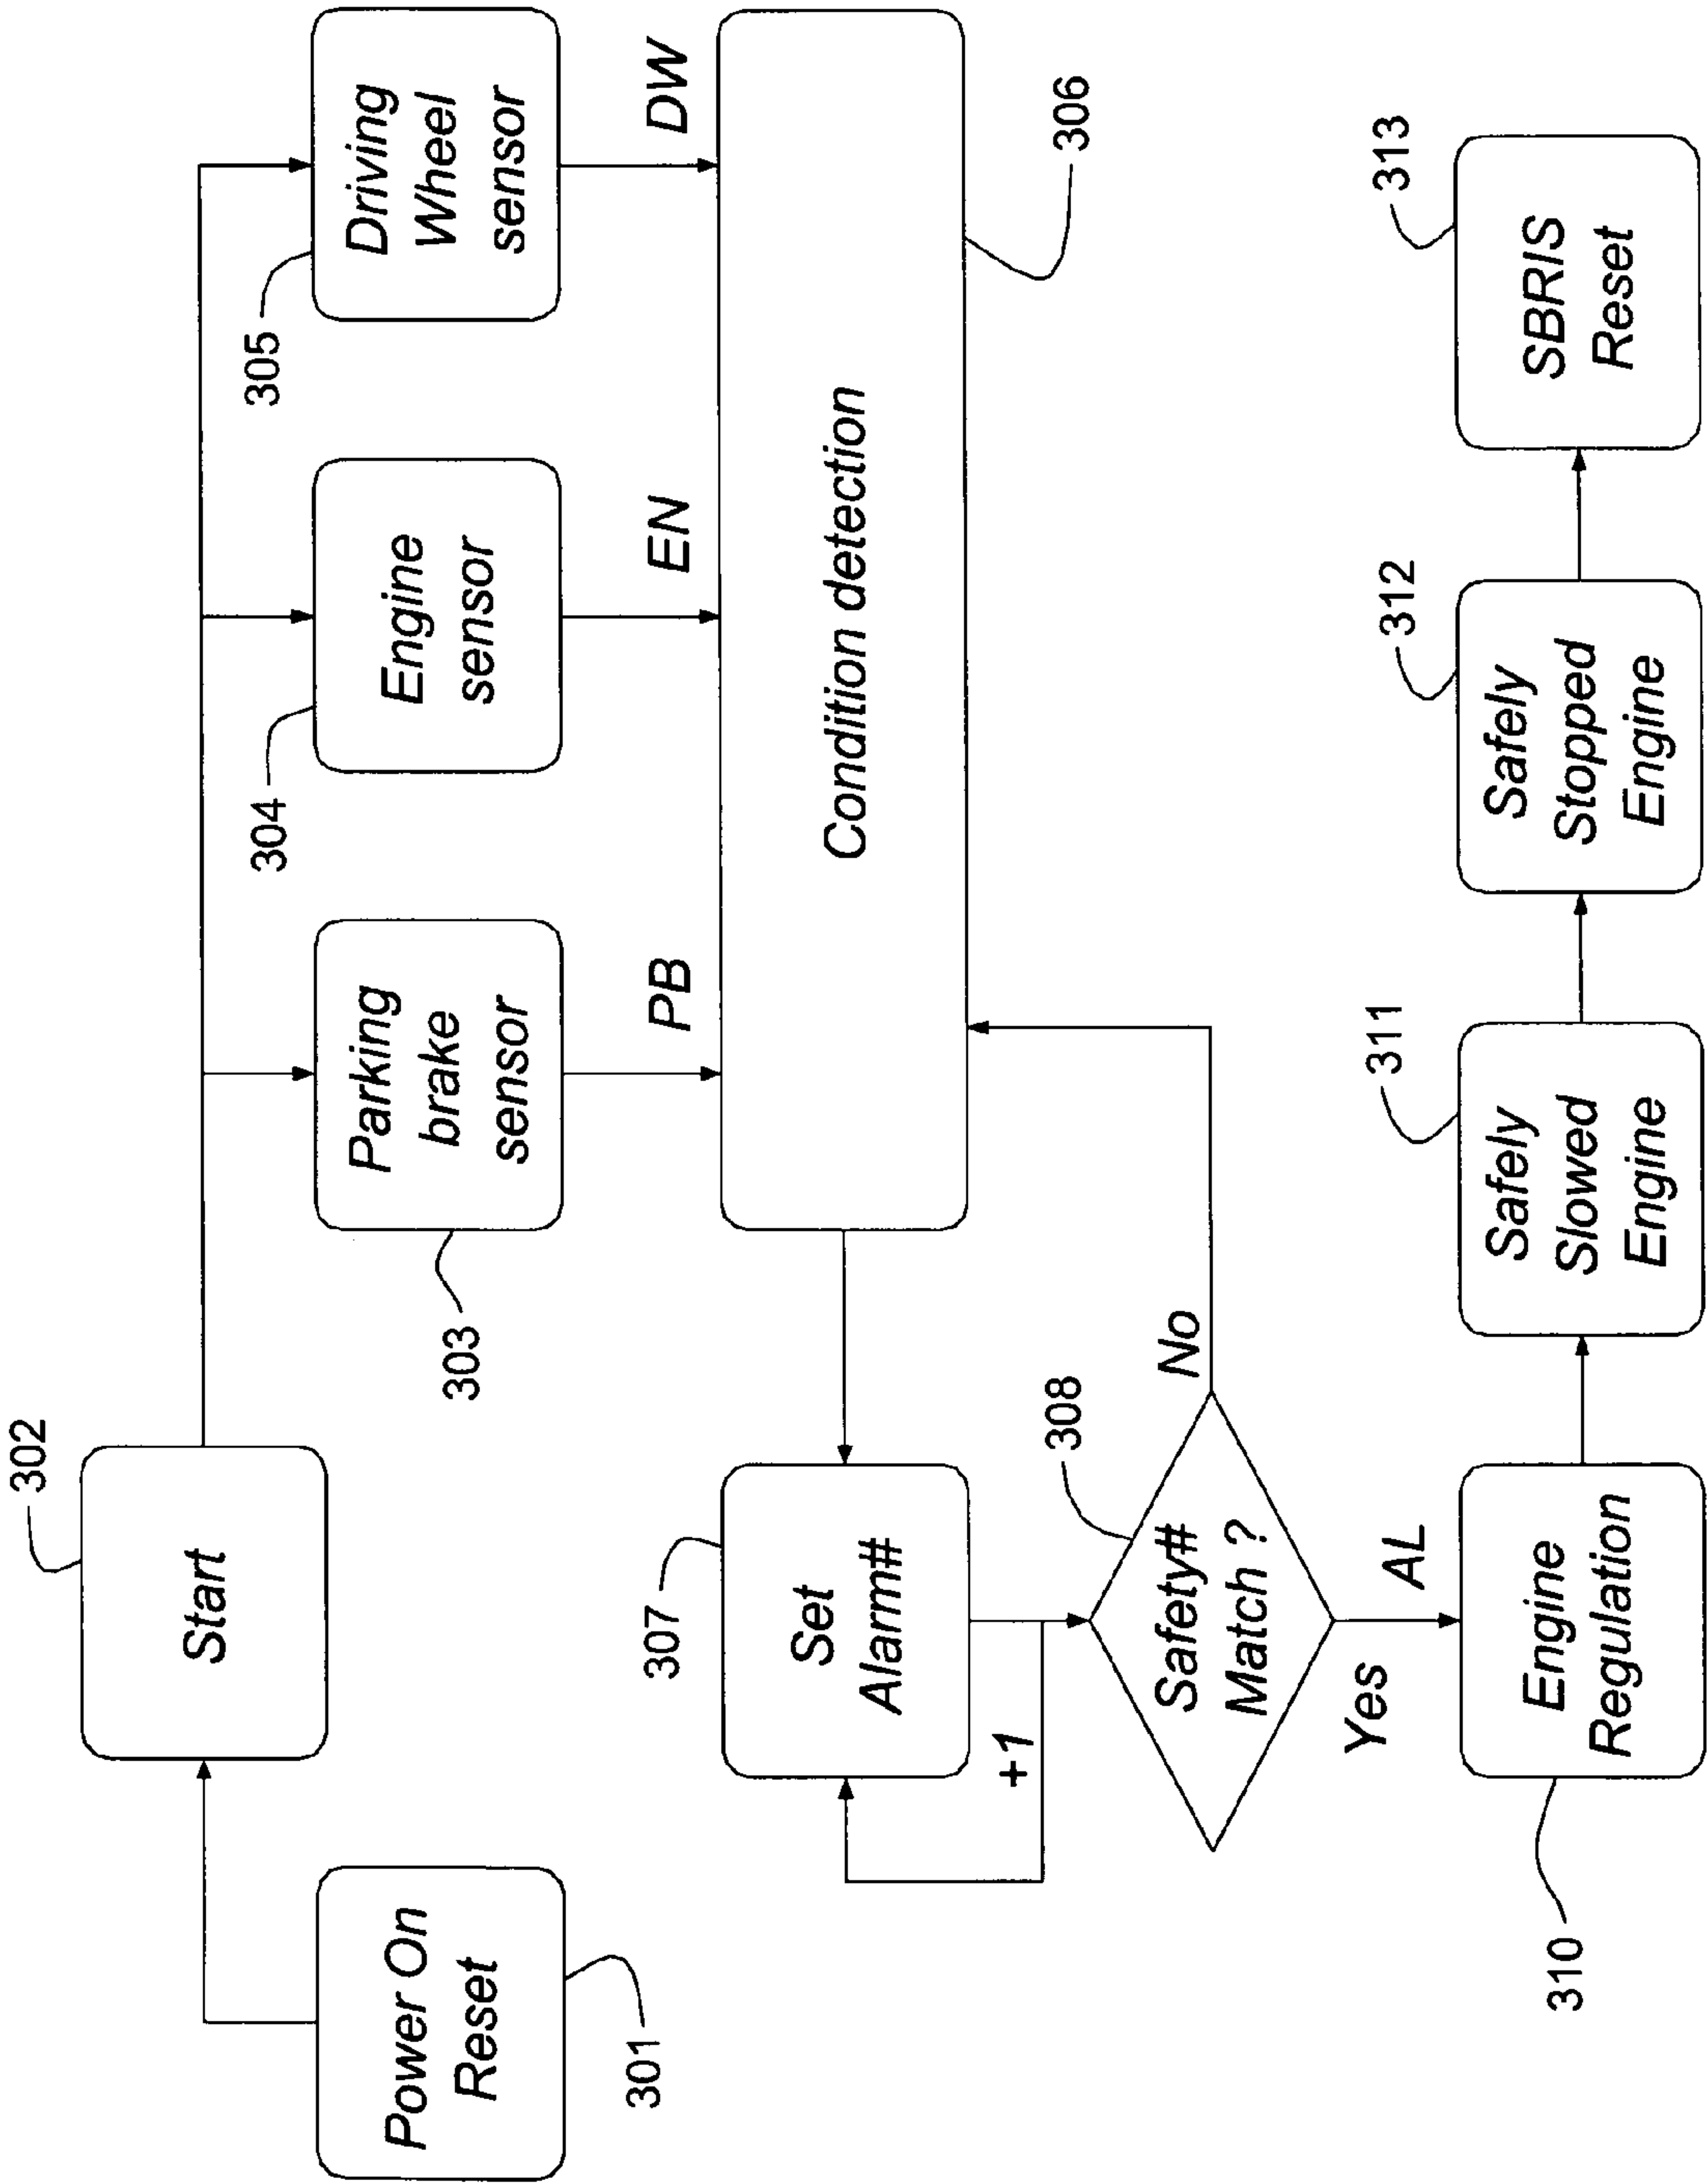 302
Start
Power On
Reset
301
Parking
brake
sensor
303
Engine
sensor
304
Driving
Wheel
sensor
305
PB
EN
DW
Condition detection
306
Set
Alarm#
307
+1
Safety#
Match ?
308
No
Yes
AL
Engine
Regulation
310
Safely
Slowed
Engine
311
Safely
Stopped
Engine
312
SBRIS
Reset
313